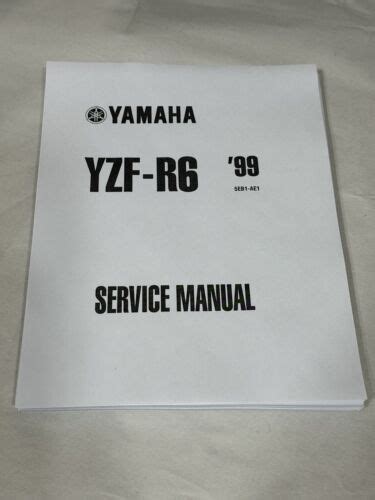 YAMAHA
YZF-R6 '99
5EB1-AE1
SERVICE MANUAL